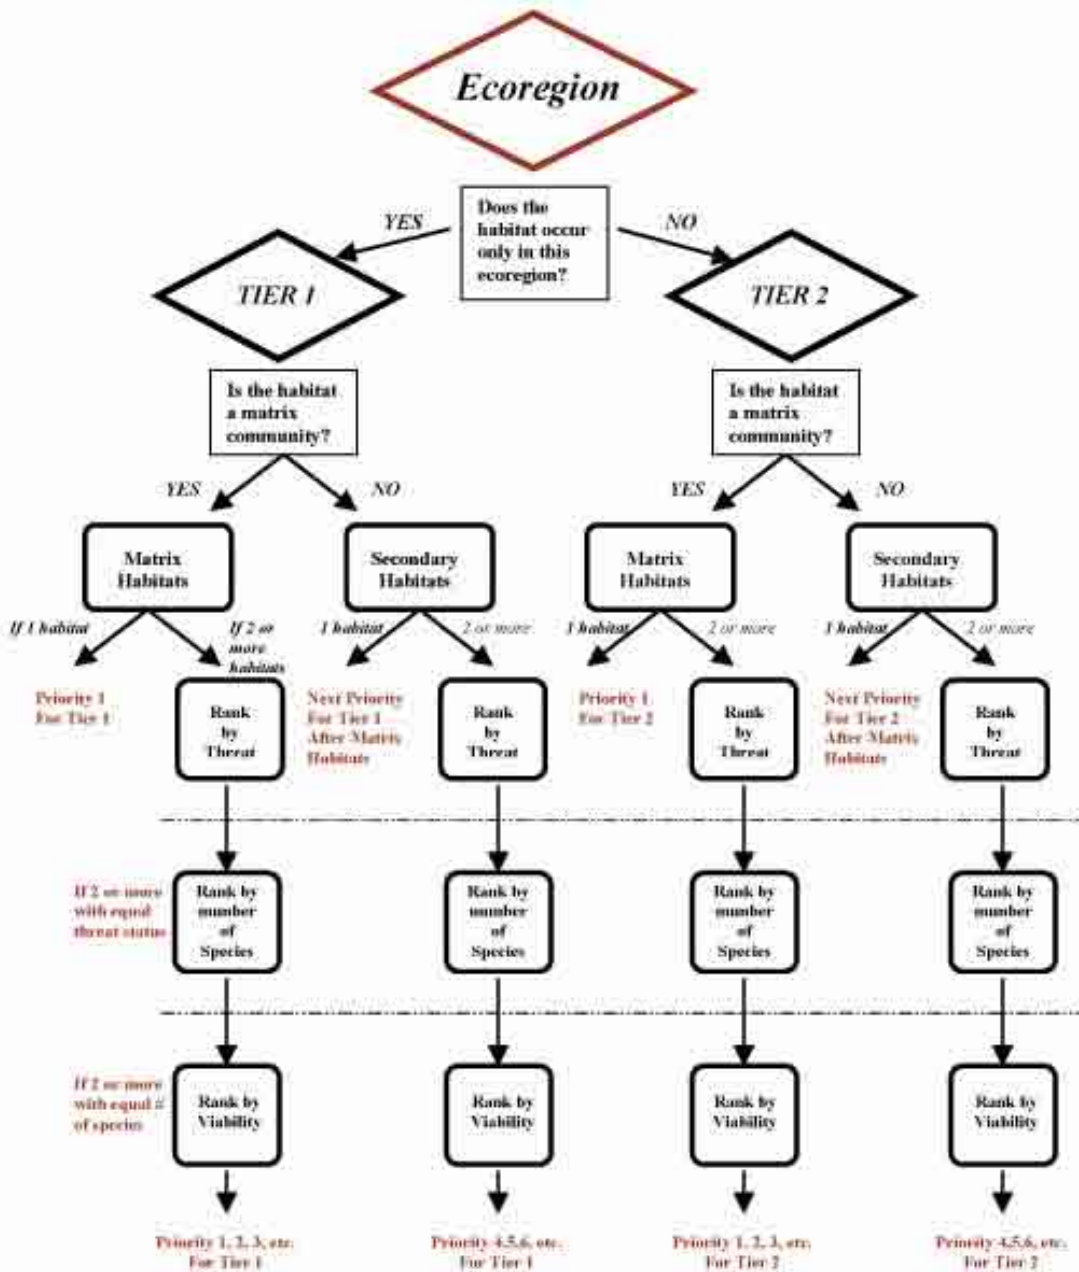 Ecoregion
Does the
habitat occur
only in this
ecoregion?
YES
NO
TIER 1
TIER 2
Is the habitat
a matrix
community?
Is the habitat
a matrix
community?
YES
NO
YES
NO
Matrix
Habitats
Secondary
Habitats
Matrix
Habitats
Secondary
Habitats
If 1 habitat
If 2 or
more
habitats
1 habitat
2 or more
1 habitat
2 or more
1 habitat
2 or more
Priority 1
For Tier 1
Rank
by
Threat
Next Priority
For Tier 1
After Matrix
Habitats
Rank
by
Threat
Priority 1
For Tier 2
Rank
by
Threat
Next Priority
For Tier 2
After Matrix
Habitats
Rank
by
Threat
If 2 or more
with equal
threat status
Rank by
number
of
Species
Rank by
number
of
Species
Rank by
number
of
Species
Rank by
number
of
Species
If 2 or more
with equal #
of species
Rank by
Viability
Rank by
Viability
Rank by
Viability
Rank by
Viability
Priority 1, 2, 3, etc.
For Tier 1
Priority 4,5,6, etc.
For Tier 1
Priority 1, 2, 3, etc.
For Tier 2
Priority 4,5,6, etc.
For Tier 2